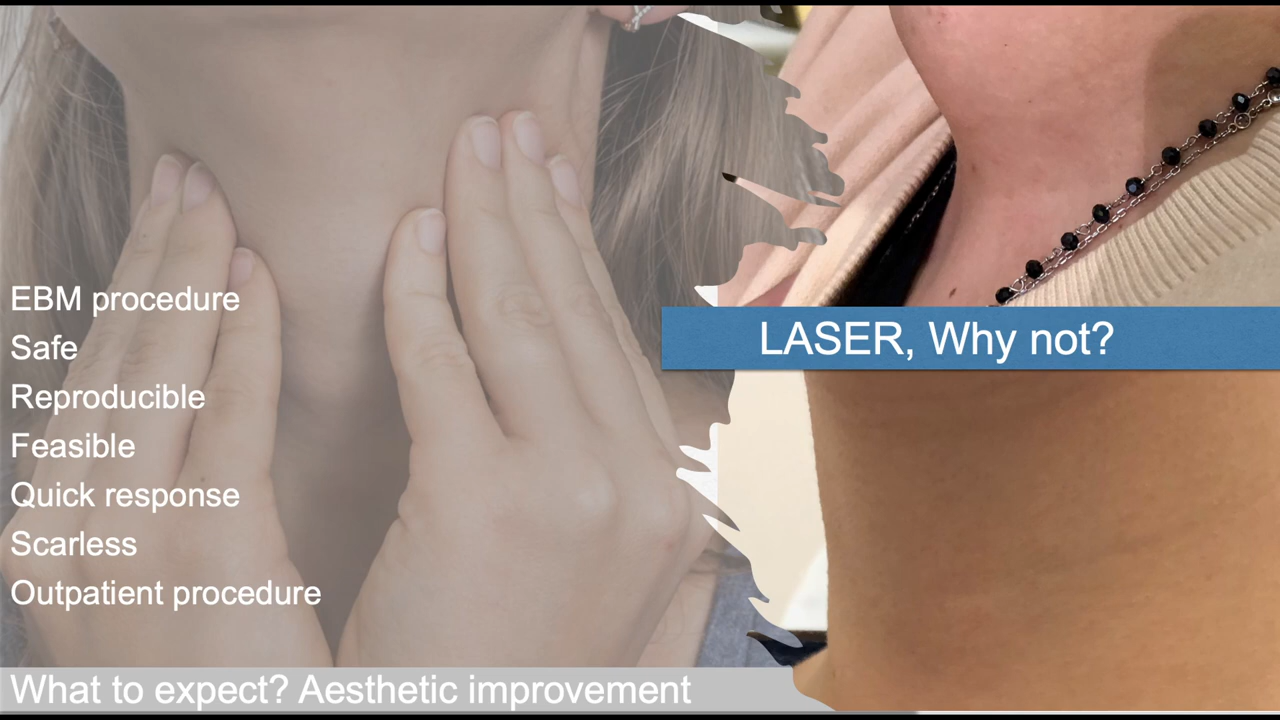 EBM procedure
Safe
Reproducible
Feasible
Quick response
Scarless
Outpatient procedure
LASER, Why not?
What to expect? Aesthetic improvement